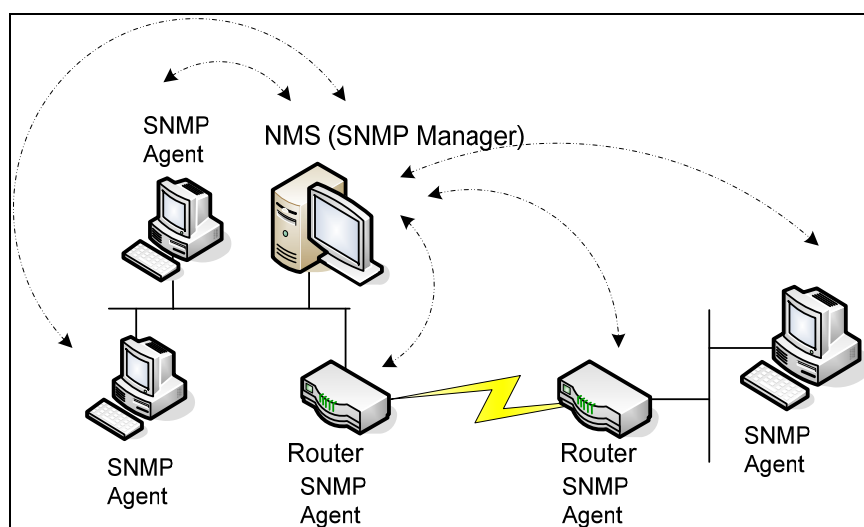 SNMP
Agent
NMS (SNMP Manager)
SNMP
Agent
Router
SNMP
Agent
Router
SNMP
Agent
SNMP
Agent